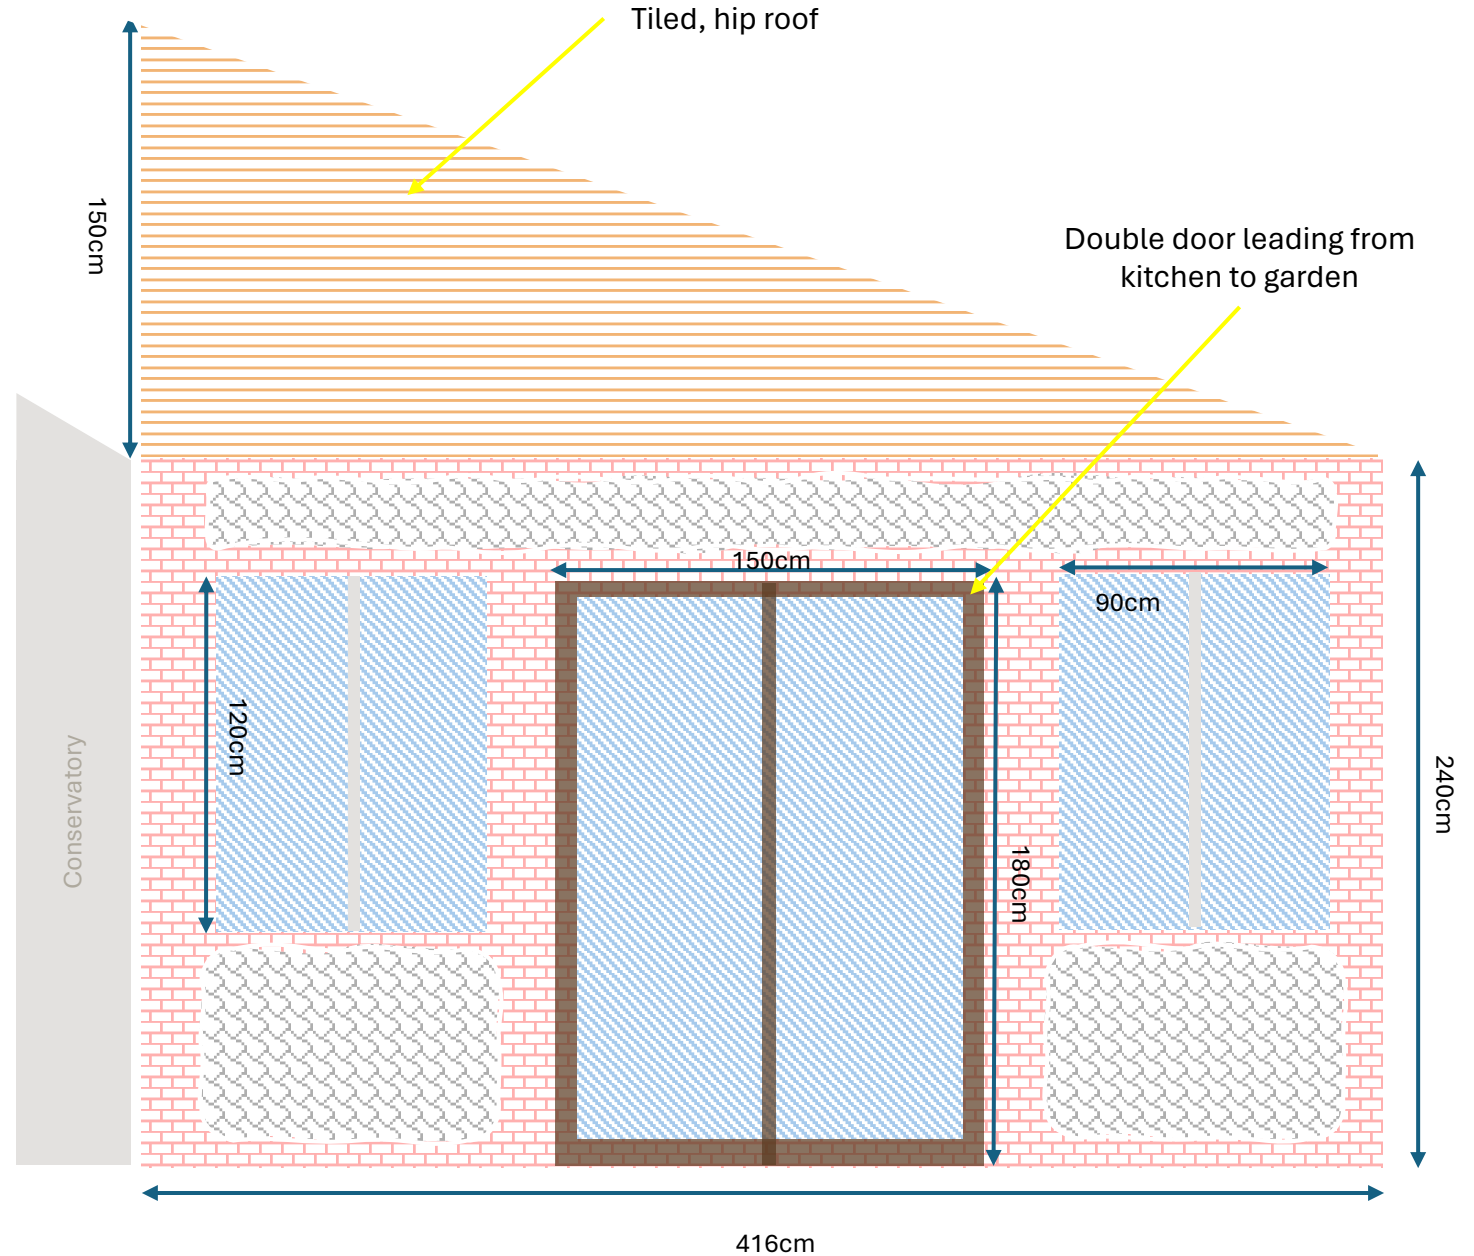 Tiled, hip roof
150cm
Double door leading from
kitchen to garden
150cm
90cm
120cm
Conservatory
180cm
240cm
416cm